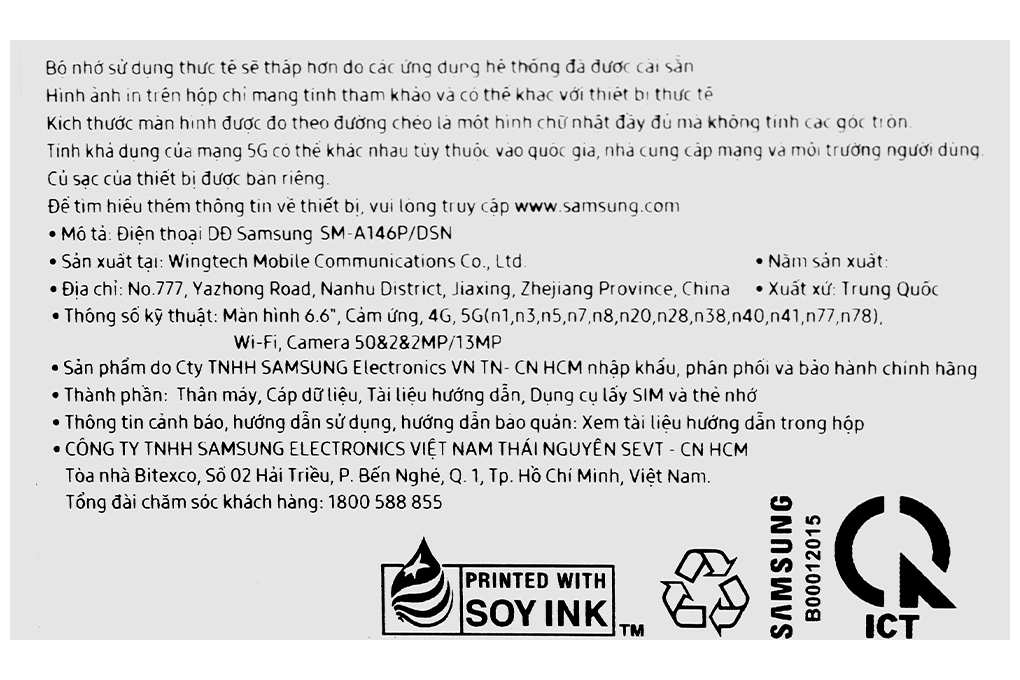 Bộ nhớ sử dụng thực tế sẽ thấp hơn do các ứng dụng hệ thống đã được cài sẵn
Hình ảnh in trên hộp chỉ mang tính tham khảo và có thể khác với thiết bị thực tế
Kích thước màn hình được đo theo đường chéo là một hình chữ nhật đầy đủ mà không tính các góc tròn.
Tính khả dụng của mạng 5G có thể khác nhau tùy thuộc vào quốc gia, nhà cung cấp mạng và môi trường người dùng.
Củ sạc của thiết bị được bán riêng.
Để tìm hiểu thêm thông tin về thiết bị, vui lòng truy cập www.samsung.com
• Mô tả: Điện thoại DĐ Samsung SM-A146P/DSN
• Sản xuất tại: Wingtech Mobile Communications Co., Ltd.
• Năm sản xuất:
• Địa chỉ: No.777, Yazhong Road, Nanhu District, Jiaxing, Zhejiang Province, China
• Xuất xứ: Trung Quốc
• Thông số kỹ thuật: Màn hình 6.6", Cảm ứng, 4G, 5G(n1,n3,n5,n7,n8,n20,n28,n38,n40,n41,n77,n78),
Wi-Fi, Camera 50&2&2MP/13MP
• Sản phẩm do Cty TNHH SAMSUNG Electronics VN TN- CN HCM nhập khẩu, phân phối và bảo hành chính hãng
• Thành phần: Thân máy, Cáp dữ liệu, Tài liệu hướng dẫn, Dụng cụ lấy SIM và thẻ nhớ
• Thông tin cảnh báo, hướng dẫn sử dụng, hướng dẫn bảo quản: Xem tài liệu hướng dẫn trong hộp
• CÔNG TY TNHH SAMSUNG ELECTRONICS VIỆT NAM THÁI NGUYÊN SEVT - CN HCM
Tòa nhà Bitexco, Số 02 Hải Triều, P. Bến Nghé, Q. 1, Tp. Hồ Chí Minh, Việt Nam.
Tổng đài chăm sóc khách hàng: 1800 588 855
PRINTED WITH
SOY INK TM
SAMSUNG
B00012015
ICT